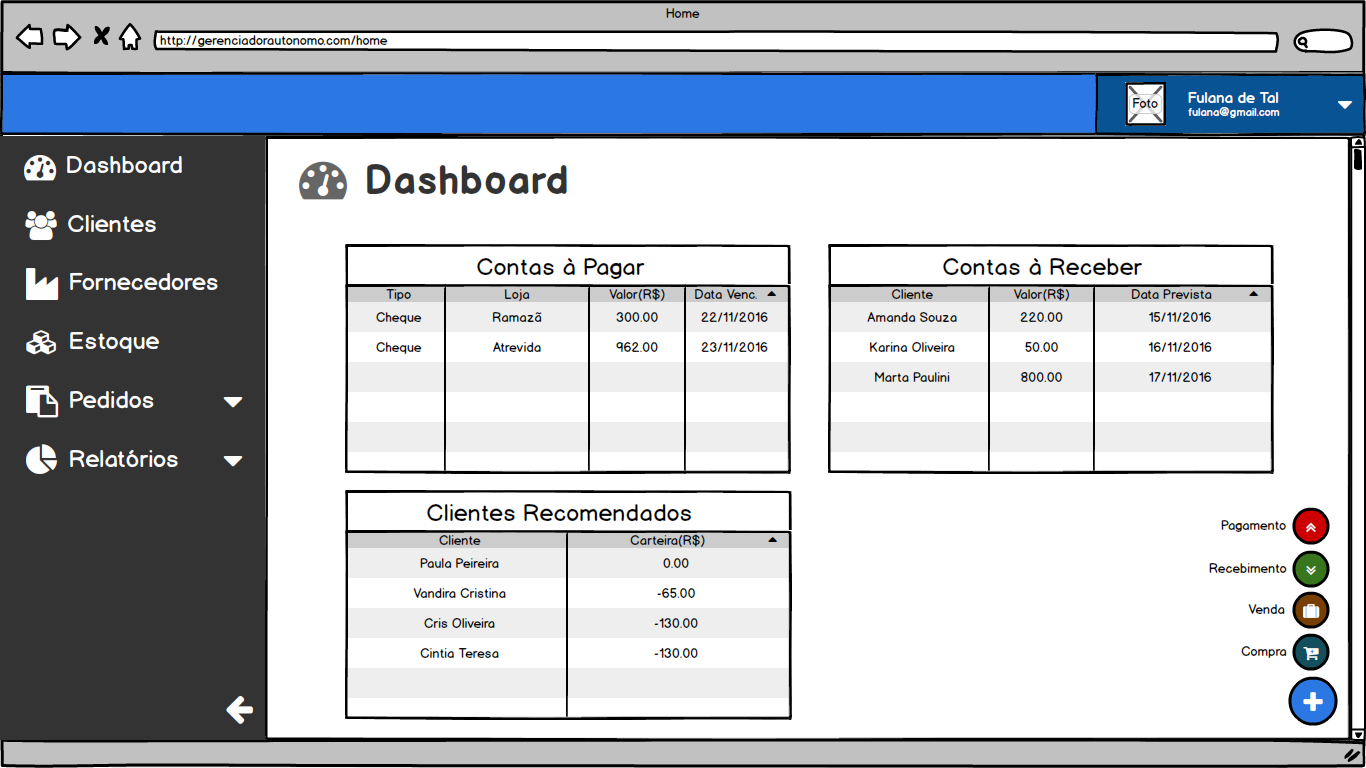 Home
http://gerenciadorautonomo.com/home
Foto
Fulana de Tal
fulana@gmail.com
Dashboard
Clientes
Fornecedores
Estoque
Pedidos
Relatórios
Dashboard
Contas à Pagar
Tipo Loja Valor(R$) Data Venc.
Cheque Ramazã 300.00 22/11/2016
Cheque Atrevida 962.00 23/11/2016
Contas à Receber
Cliente Valor(R$) Data Prevista
Amanda Souza 220.00 15/11/2016
Karina Oliveira 50.00 16/11/2016
Marta Paulini 800.00 17/11/2016
Clientes Recomendados
Cliente Carteira(R$)
Paula Peireira 0.00
Vandira Cristina -65.00
Cris Oliveira -130.00
Cintia Teresa -130.00
Pagamento
Recebimento
Venda
Compra